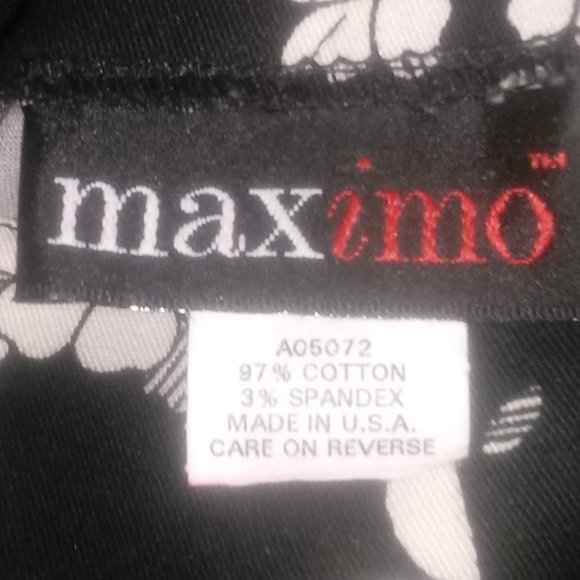 maximo™
A05072
97% COTTON
3% SPANDEX
MADE IN U.S.A.
CARE ON REVERSE